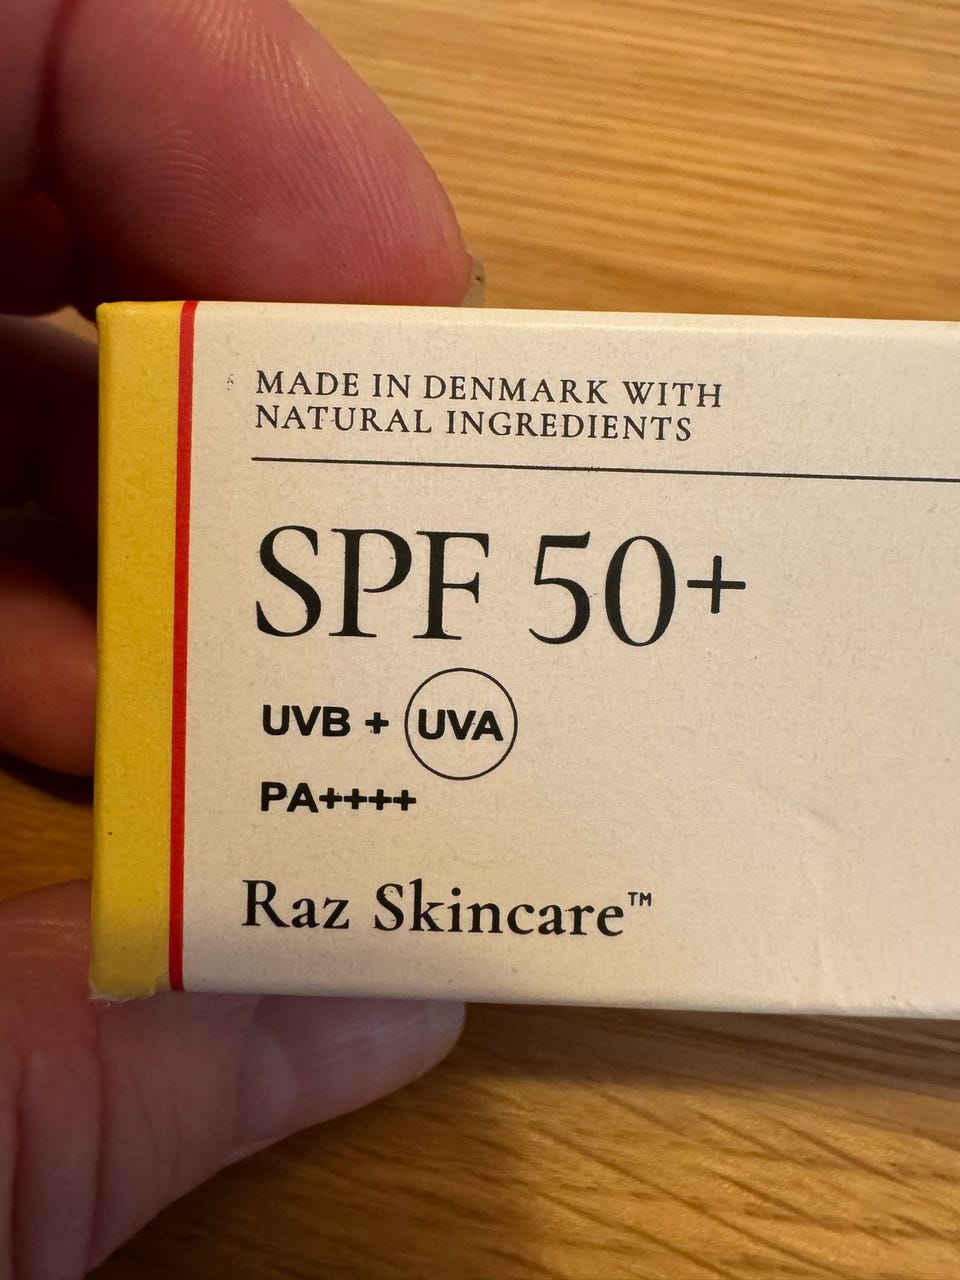 MADE IN DENMARK WITH
NATURAL INGREDIENTS
SPF 50+
UVB + UVA
PA++++
Raz Skincare™